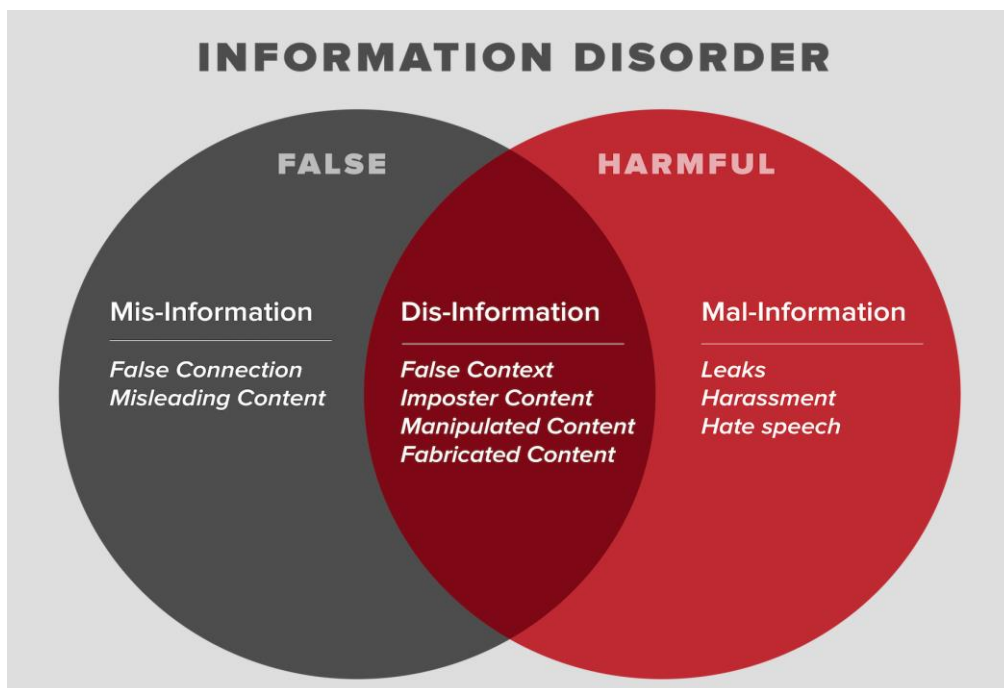 INFORMATION DISORDER
FALSE
HARMFUL
Mis-Information
False Connection
Misleading Content
Dis-Information
False Context
Imposter Content
Manipulated Content
Fabricated Content
Mal-Information
Leaks
Harassment
Hate speech